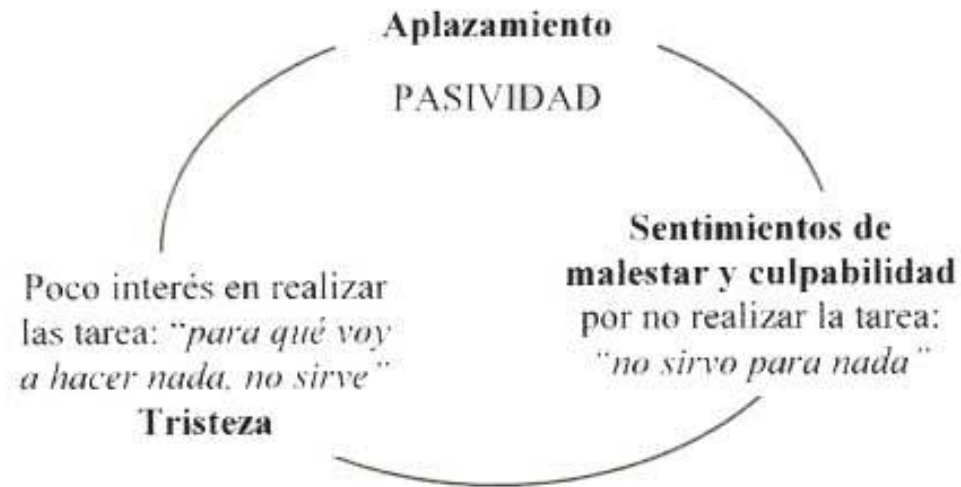 Aplazamiento
PASIVIDAD
Sentimientos de
malestar y culpabilidad
por no realizar la tarea:
"no sirvo para nada"
Poco interés en realizar
las tarea: "para qué voy
a hacer nada, no sirve"
Tristeza